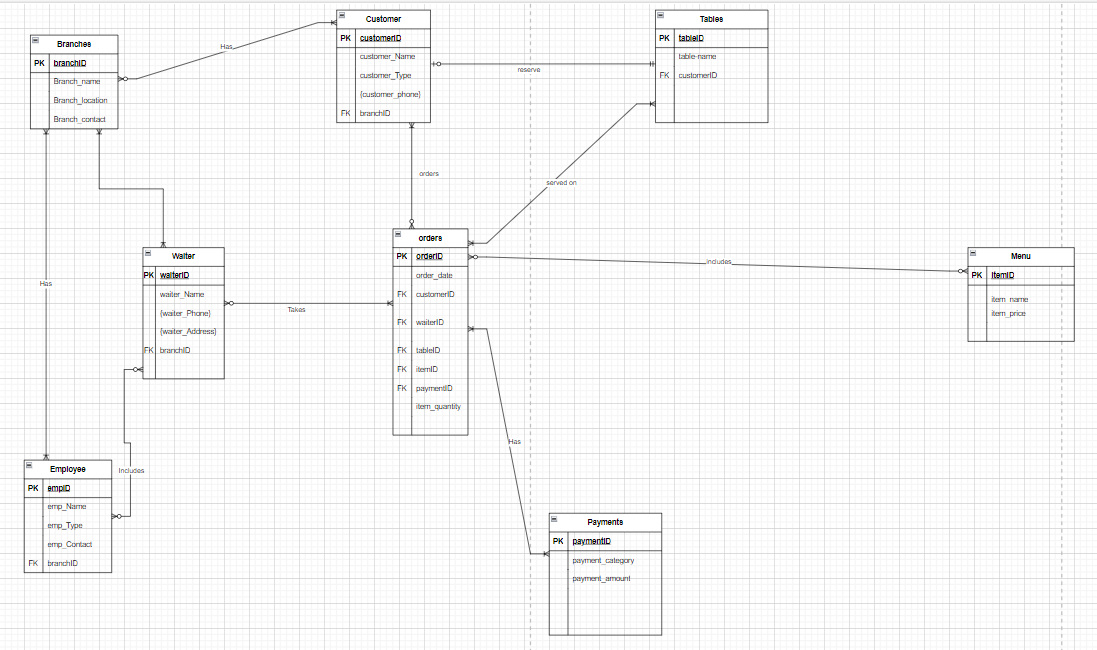 Customer
PK customerID
customer_Name
customer_Type
{customer_phone}
FK branchID
Tables
PK tableID
table-name
FK customerID
Branches
PK branchID
Branch_name
Branch_location
Branch_contact
Has
reserve
orders
served on
orders
PK orderID
order_date
FK customerID
FK waiterID
FK tableID
FK itemID
FK paymentID
item_quantity
Waiter
PK waiterID
waiter_Name
{waiter_Phone}
{waiter_Address}
FK branchID
includes
Menu
PK itemID
item_name
item_price
Has
Takes
Has
Includes
Employee
PK empID
emp_Name
emp_Type
emp_Contact
FK branchID
Payments
PK paymentID
payment_category
payment_amount